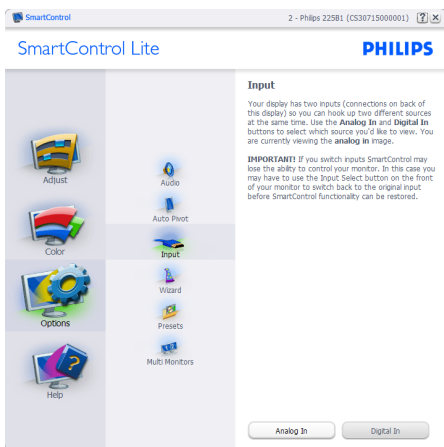 SmartControl
2 - Philips 225B1 (CS30715000001)
SmartControl Lite
PHILIPS
Adjust
Color
Options
Help
Audio
Auto Pivot
Input
Wizard
Presets
Multi Monitors
Input
Your display has two inputs (connections on back of
this display) so you can hook up two different sources
at the same time. Use the Analog In and Digital In
buttons to select which source you'd like to view. You
are currently viewing the analog in image.
IMPORTANT! If you switch inputs SmartControl may
lose the ability to control your monitor. In this case you
may have to use the Input Select button on the front
of your monitor to switch back to the original input
before SmartControl functionality can be restored.
Analog In
Digital In